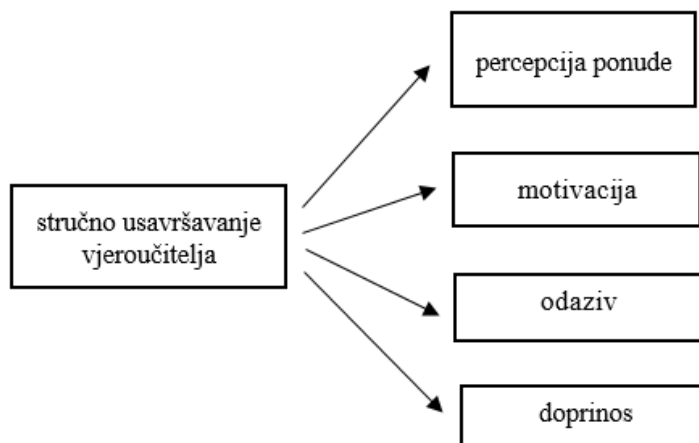 percepcija ponude
motivacija
stručno usavršavanje
vjeroučitelja
odaziv
doprinos